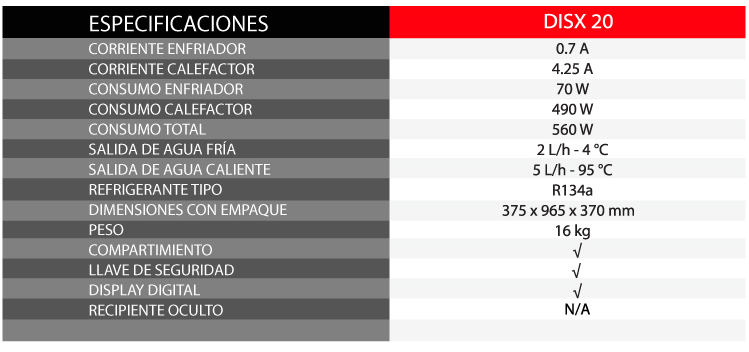 ESPECIFICACIONES DISX 20
CORRIENTE ENFRIADOR 0.7 A
CORRIENTE CALEFACTOR 4.25 A
CONSUMO ENFRIADOR 70 W
CONSUMO CALEFACTOR 490 W
CONSUMO TOTAL 560 W
SALIDA DE AGUA FRÍA 2 L/h - 4 °C
SALIDA DE AGUA CALIENTE 5 L/h - 95 °C
REFRIGERANTE TIPO R134a
DIMENSIONES CON EMPAQUE 375 x 965 x 370 mm
PESO 16 kg
COMPARTIMIENTO √
LLAVE DE SEGURIDAD √
DISPLAY DIGITAL √
RECIPIENTE OCULTO N/A